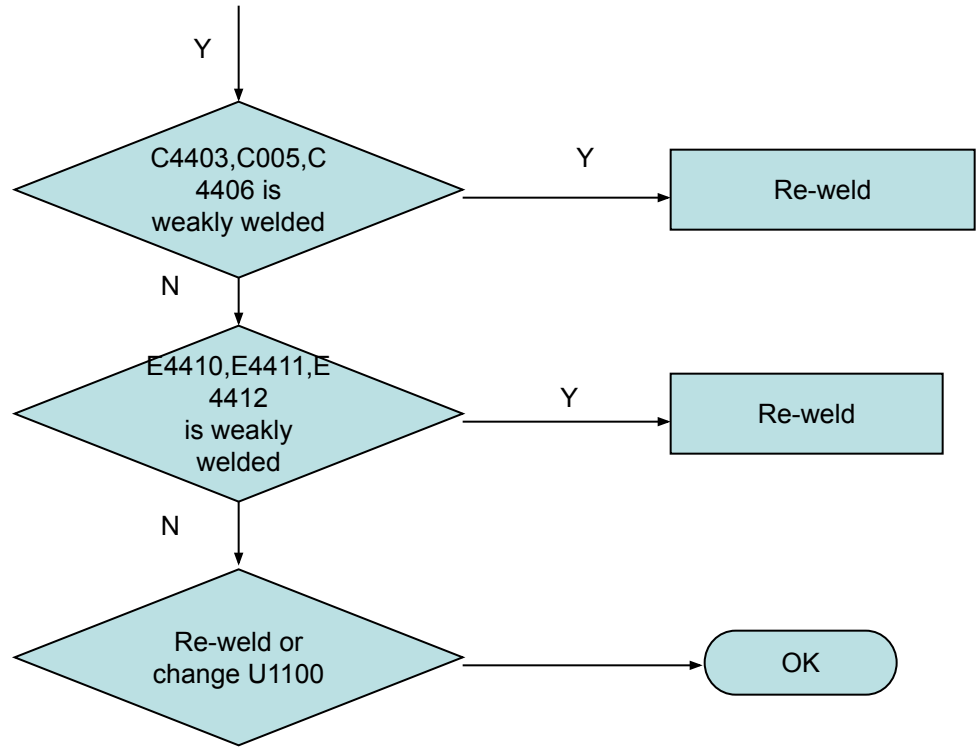 Y
C4403,C005,C
4406 is
weakly welded
Y
Re-weld
N
E4410,E4411,E
4412
is weakly
welded
Y
Re-weld
N
Re-weld or
change U1100
OK